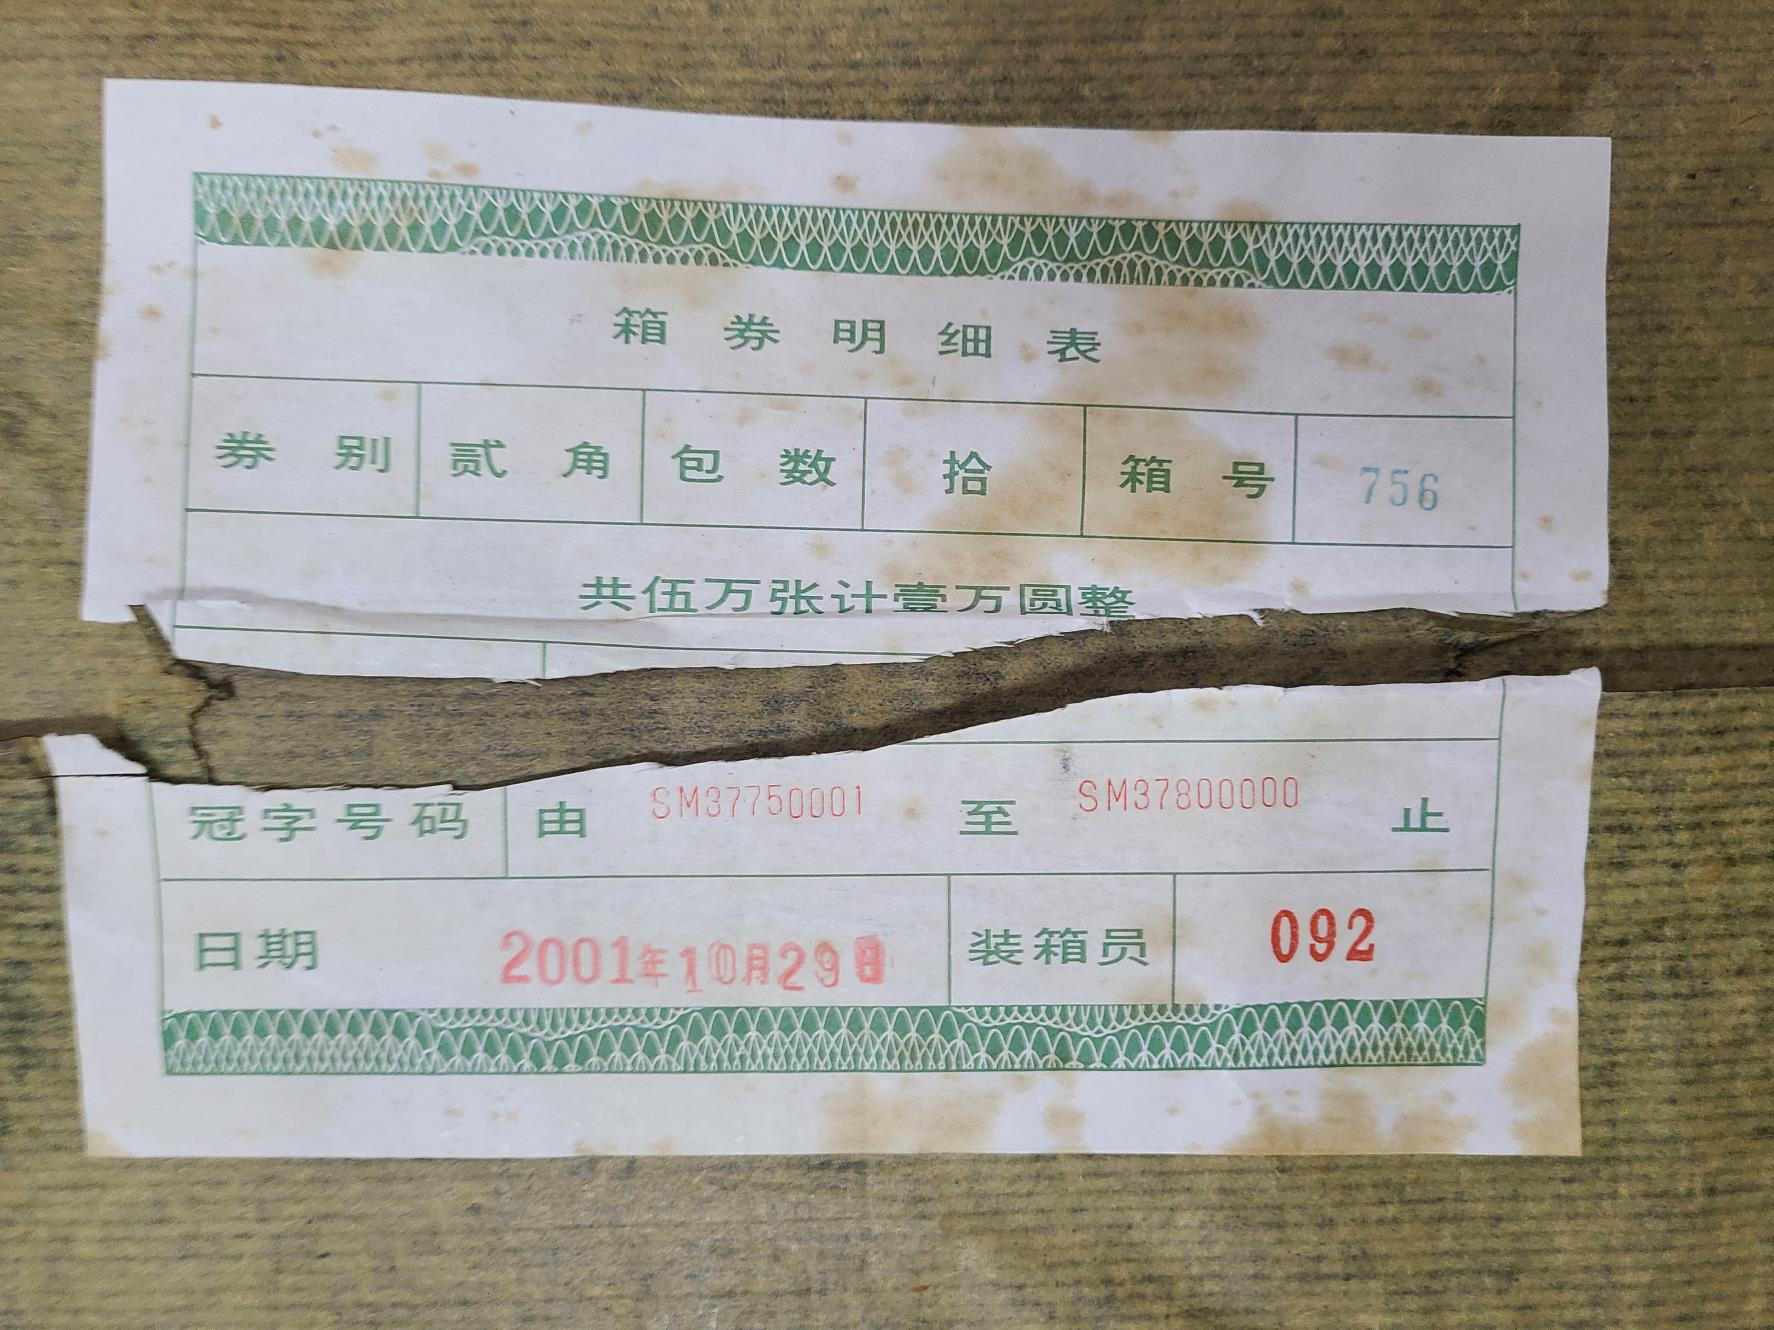 箱券明细表
券别 贰角 包数 拾 箱号 756
共伍万张计壹万圆整
冠字号码 由 SM37750001 至 SM37800000 止
日期 2001年10月29日 装箱员 092